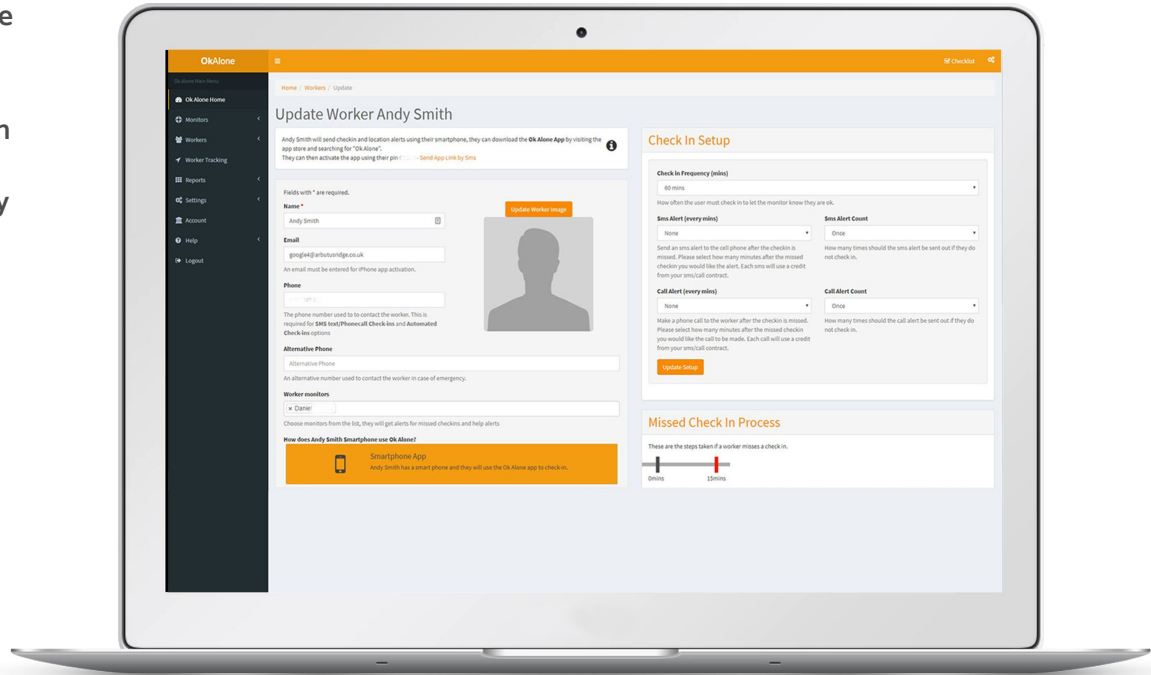 e
n
y
OkAlone
Checklist
Ok Alone Main Menu
Ok Alone Home
Monitors
Workers
Worker Tracking
Reports
Settings
Account
Help
Logout
Home / Workers / Update
Update Worker Andy Smith
Andy Smith will send checkin and location alerts using their smartphone, they can download the Ok Alone App by visiting the
app store and searching for "Ok Alone".
They can then activate the app using their pin - Send App Link by Sms
Fields with * are required.
Name *
Andy Smith
Update Worker Image
Email
google4@arbutusridge.co.uk
An email must be entered for iPhone app activation.
Phone
The phone number used to to contact the worker. This is
required for SMS text/Phonecall Check-ins and Automated
Check-ins options
Alternative Phone
Alternative Phone
An alternative number used to contact the worker in case of emergency.
Worker monitors
× Daniel
Choose monitors from the list, they will get alerts for missed checkins and help alerts
How does Andy Smith Smartphone use Ok Alone?
Smartphone App
Andy Smith has a smart phone and they will use the Ok Alone app to check-in.
Check In Setup
Check in Frequency (mins)
60 mins
How often the user must check in to let the monitor know they are ok.
Sms Alert (every mins)
None
Send an sms alert to the cell phone after the checkin is
missed. Please select how many minutes after the missed
checkin you would like the alert. Each sms will use a credit
from your sms/call contract.
Sms Alert Count
Once
How many times should the sms alert be sent out if they do
not check in.
Call Alert (every mins)
None
Make a phone call to the worker after the checkin is missed.
Please select how many minutes after the missed checkin
you would like the call to be made. Each call will use a credit
from your sms/call contract.
Call Alert Count
Once
How many times should the call alert be sent out if they do
not check in.
Update Setup
Missed Check In Process
These are the steps taken if a worker misses a check in.
0mins
15mins